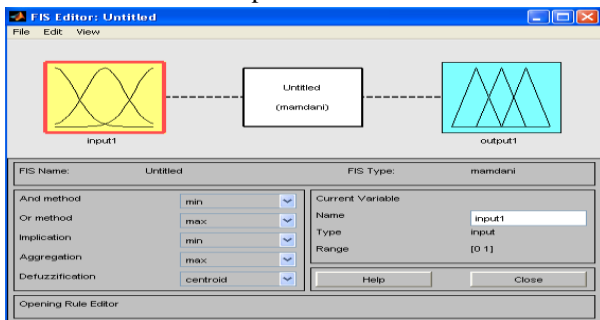 FIS Editor: Untitled
File Edit View
Untitled
(mamdani)
input1
output1
FIS Name: Untitled FIS Type: mamdani
And method min
Or method max
Implication min
Aggregation max
Defuzzification centroid
Current Variable
Name input1
Type input
Range [0 1]
Help Close
Opening Rule Editor